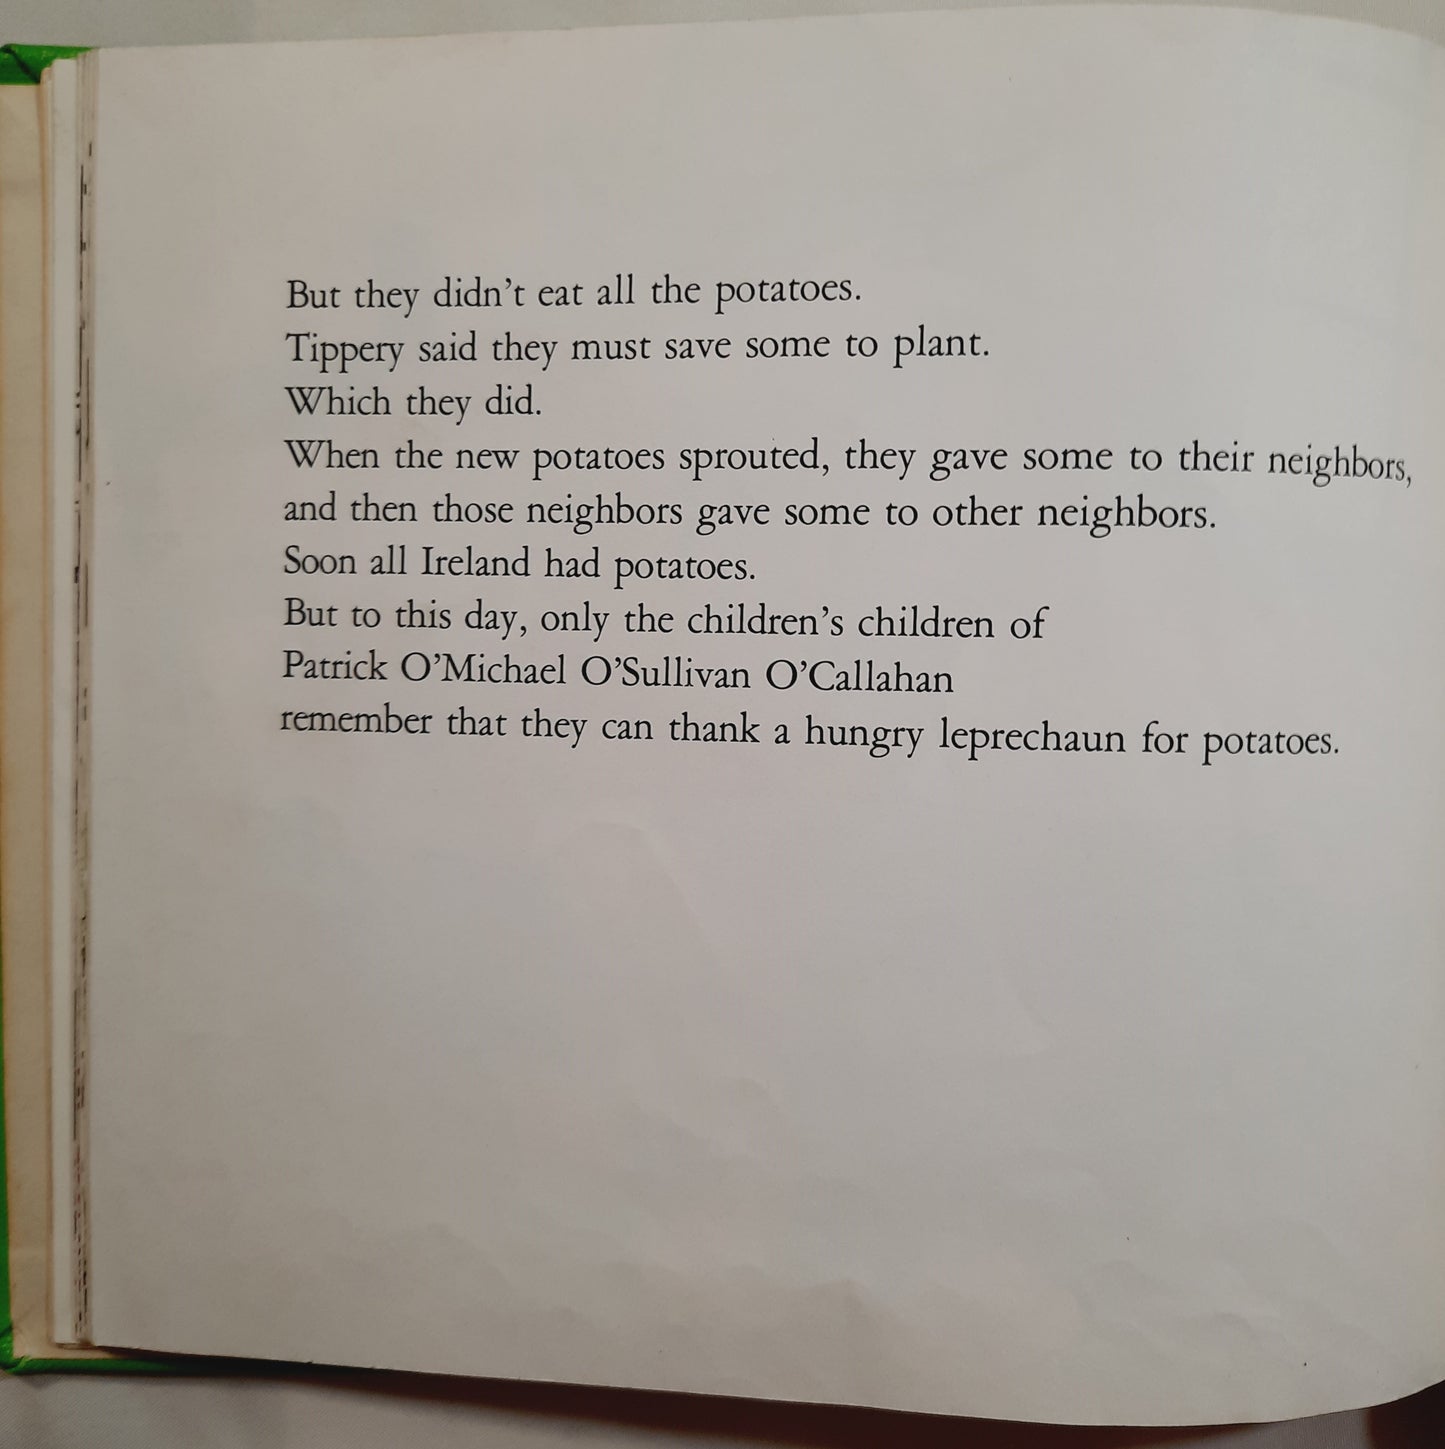 But they didn’t eat all the potatoes.
Tippery said they must save some to plant.
Which they did.
When the new potatoes sprouted, they gave some to their neighbors,
and then those neighbors gave some to other neighbors.
Soon all Ireland had potatoes.
But to this day, only the children’s children of
Patrick O’Michael O’Sullivan O’Callahan
remember that they can thank a hungry leprechaun for potatoes.